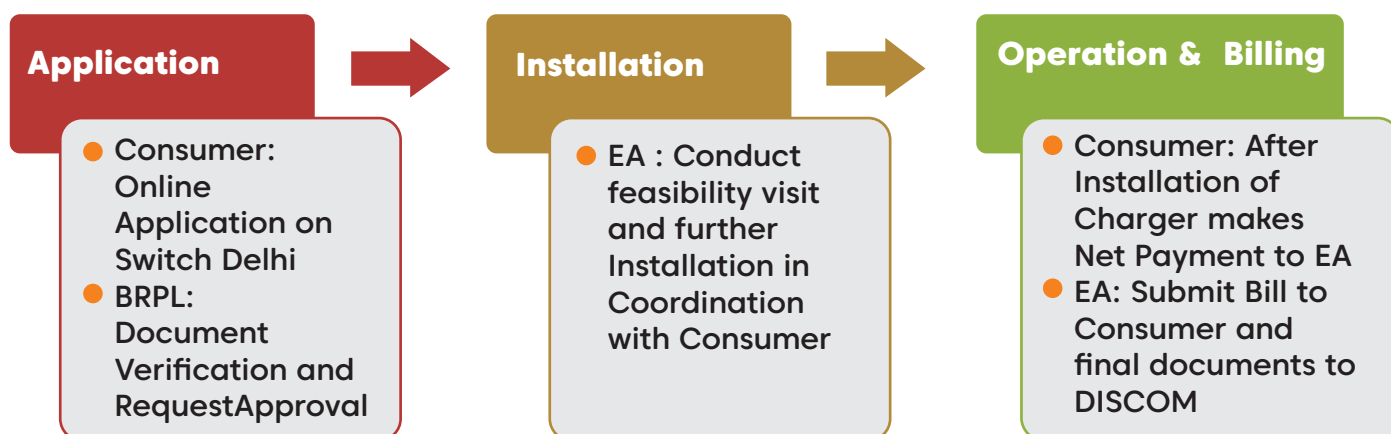 Application
Consumer:
Online
Application on
Switch Delhi
BRPL:
Document
Verification and
RequestApproval
Installation
EA : Conduct
feasibility visit
and further
Installation in
Coordination
with Consumer
Operation & Billing
Consumer: After
Installation of
Charger makes
Net Payment to EA
EA: Submit Bill to
Consumer and
final documents to
DISCOM